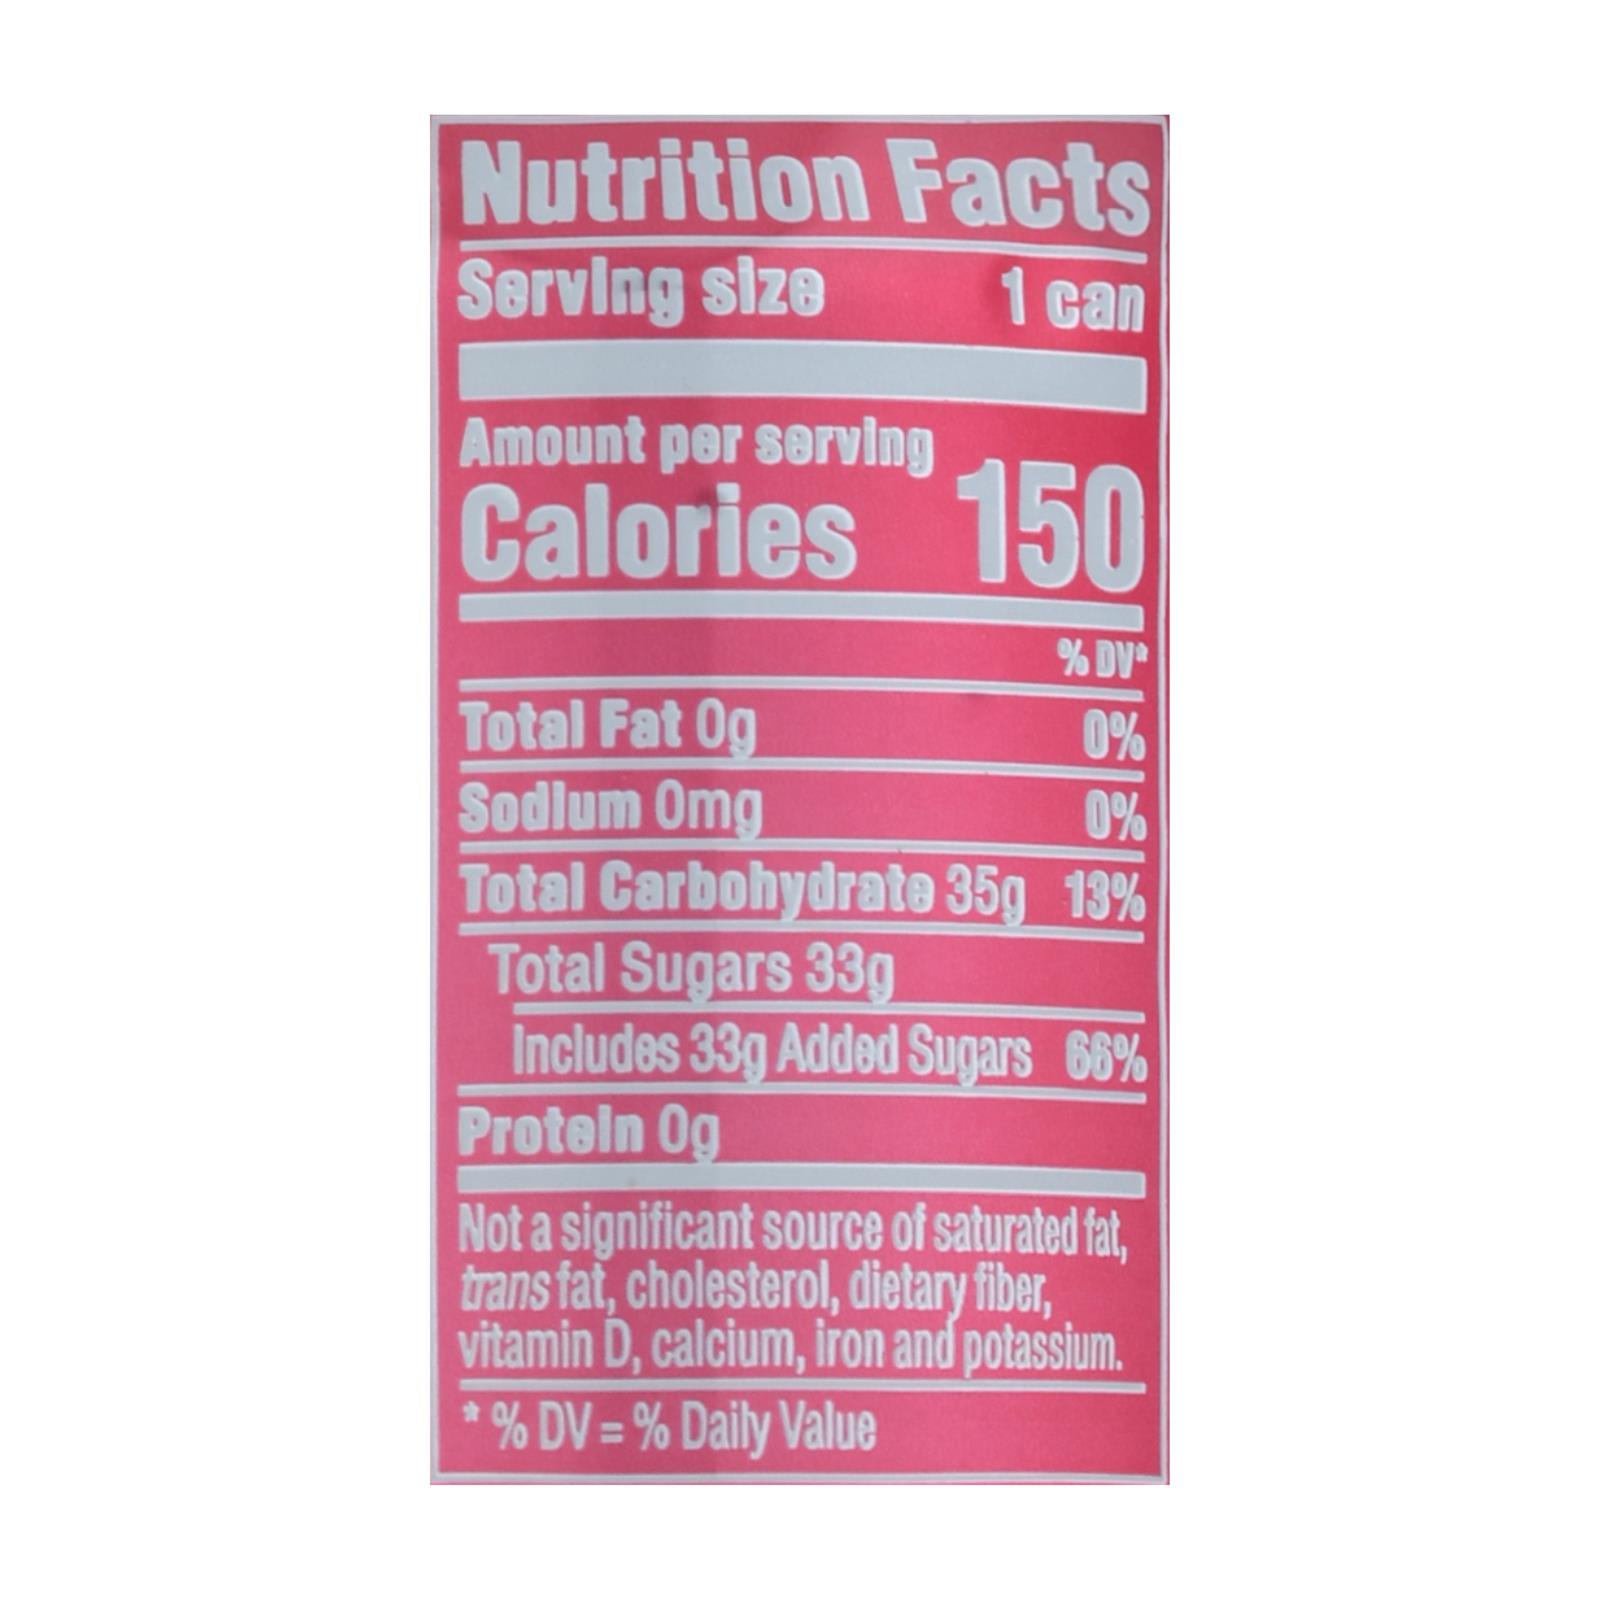 Nutrition Facts
Serving size 1 can
Amount per serving
Calories 150
% DV*
Total Fat 0g 0%
Sodium 0mg 0%
Total Carbohydrate 35g 13%
Total Sugars 33g
Includes 33g Added Sugars 66%
Protein 0g
Not a significant source of saturated fat,
trans fat, cholesterol, dietary fiber,
vitamin D, calcium, iron and potassium.
* % DV = % Daily Value